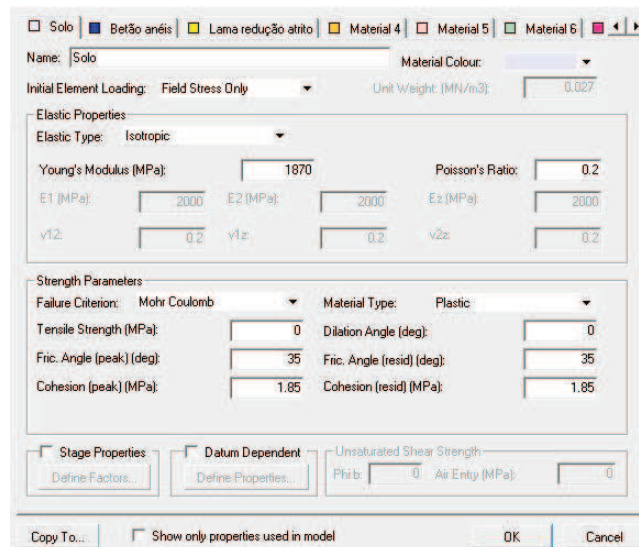 Solo Betão anéis Lama redução atrito Material 4 Material 5 Material 6
Name: Solo Material Colour:
Initial Element Loading: Field Stress Only Unit Weight: (MN/m3): 0.027
Elastic Properties
Elastic Type: Isotropic
Young's Modulus (MPa): 1870 Poisson's Ratio: 0.2
E1 (MPa): 2000 E2 (MPa): 2000 Ez (MPa): 2000
v12: 0.2 v1z: 0.2 v2z: 0.2
Strength Parameters
Failure Criterion: Mohr Coulomb Material Type: Plastic
Tensile Strength (MPa): 0 Dilation Angle (deg): 0
Fric. Angle (peak) (deg): 35 Fric. Angle (resid) (deg): 35
Cohesion (peak) (MPa): 1.85 Cohesion (resid) (MPa): 1.85
Stage Properties Datum Dependent Unsaturated Shear Strength
Define Factors... Define Properties... Phi b: 0 Air Entry (MPa): 0
Copy To... Show only properties used in model OK Cancel